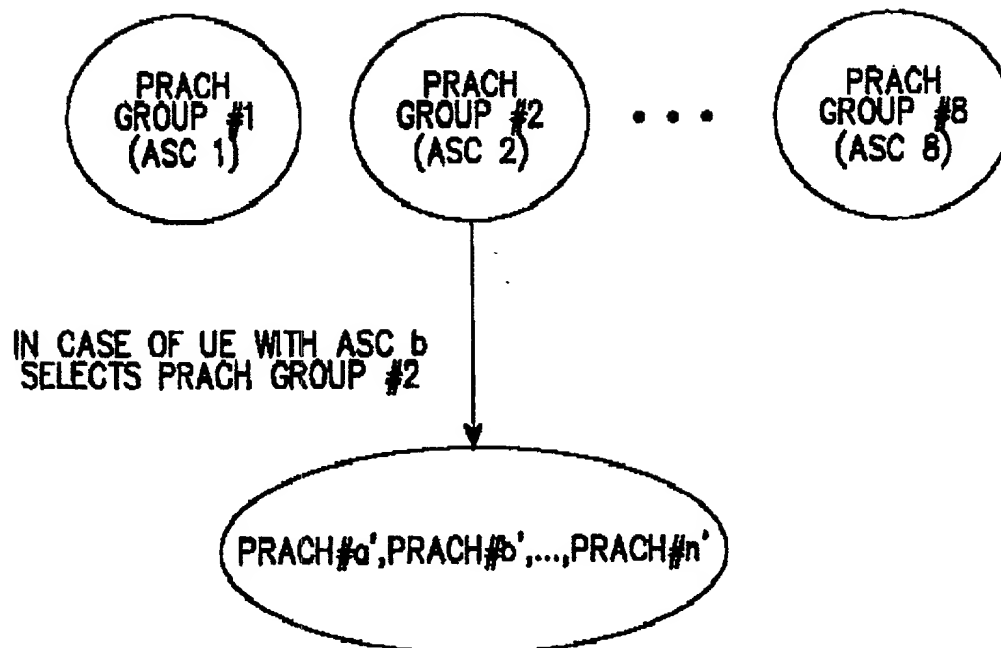 PRACH
GROUP #1
(ASC 1)
PRACH
GROUP #2
(ASC 2)
• • •
PRACH
GROUP #8
(ASC 8)
IN CASE OF UE WITH ASC b
SELECTS PRACH GROUP #2
PRACH#a',PRACH#b',...,PRACH#n'